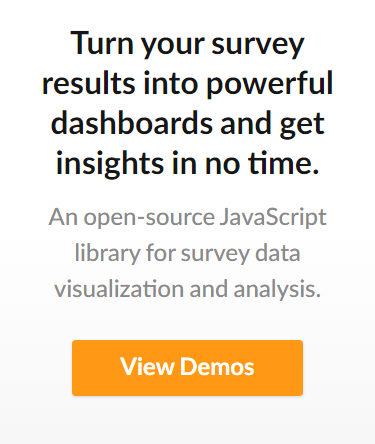 Turn your survey
results into powerful
dashboards and get
insights in no time.
An open-source JavaScript
library for survey data
visualization and analysis.
View Demos